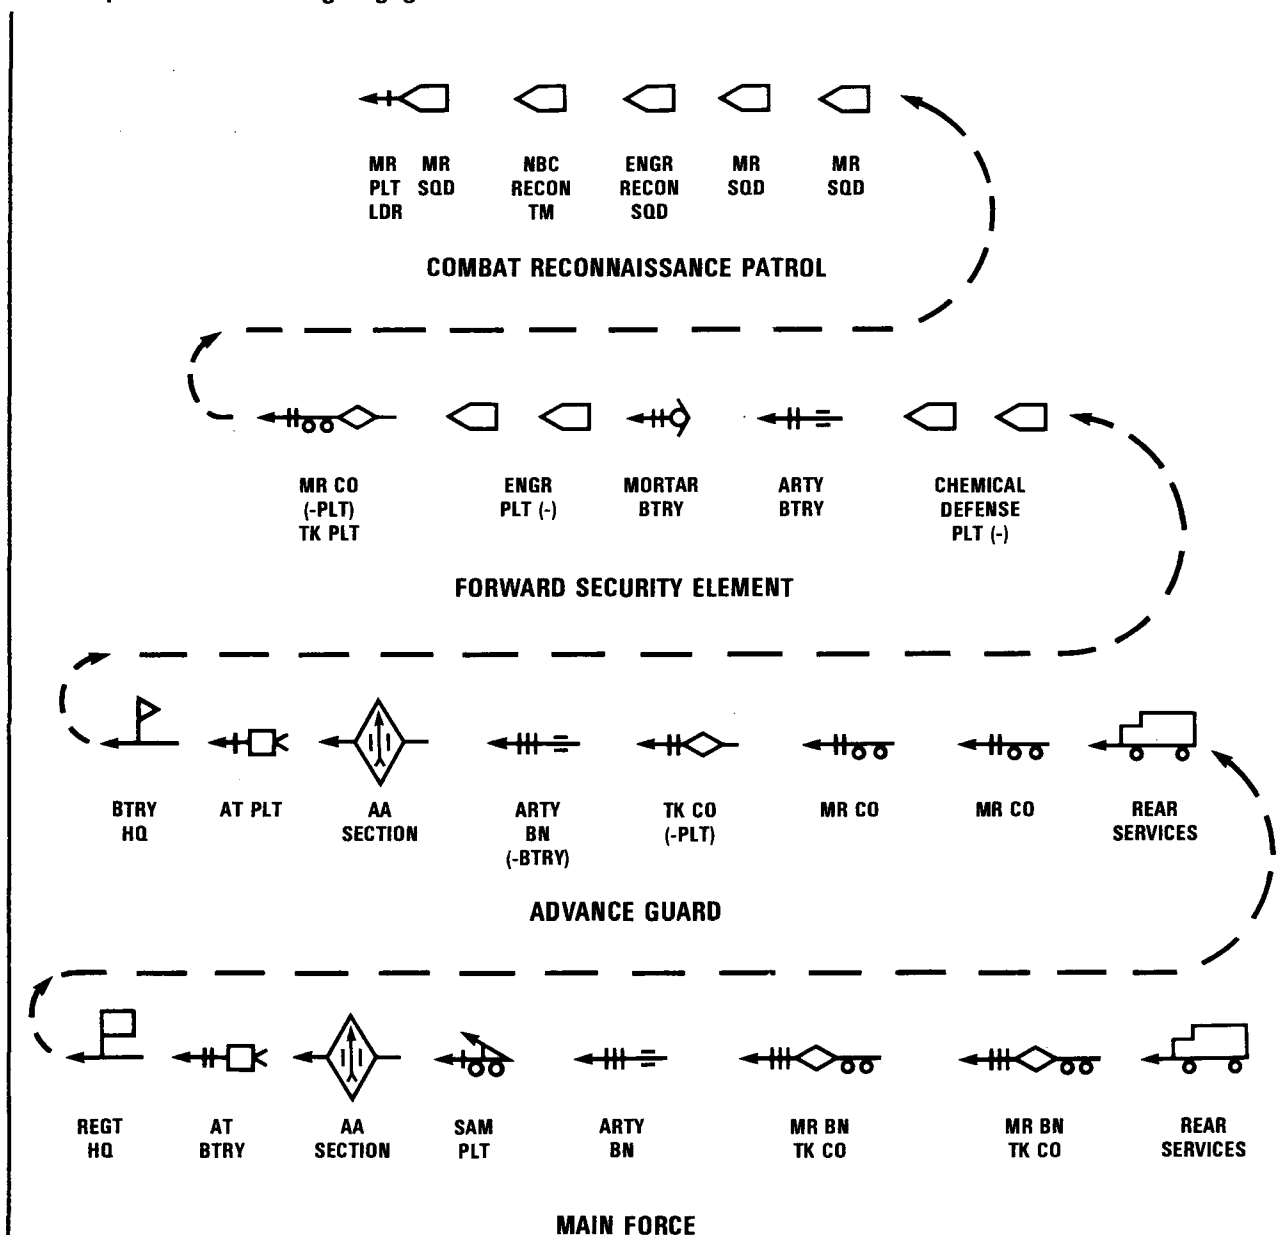 MR MR NBC ENGR MR MR
PLT SQD RECON RECON SQD SQD
LDR TM SQD
COMBAT RECONNAISSANCE PATROL
MR CO ENGR MORTAR ARTY CHEMICAL
(-PLT) PLT (-) BTRY BTRY DEFENSE
TK PLT PLT (-)
FORWARD SECURITY ELEMENT
BTRY AT PLT AA ARTY TK CO MR CO MR CO REAR
HQ SECTION BN (-PLT) SERVICES
(-BTRY)
ADVANCE GUARD
REGT AT AA SAM ARTY MR BN MR BN REAR
HQ BTRY SECTION PLT BN TK CO TK CO SERVICES
MAIN FORCE